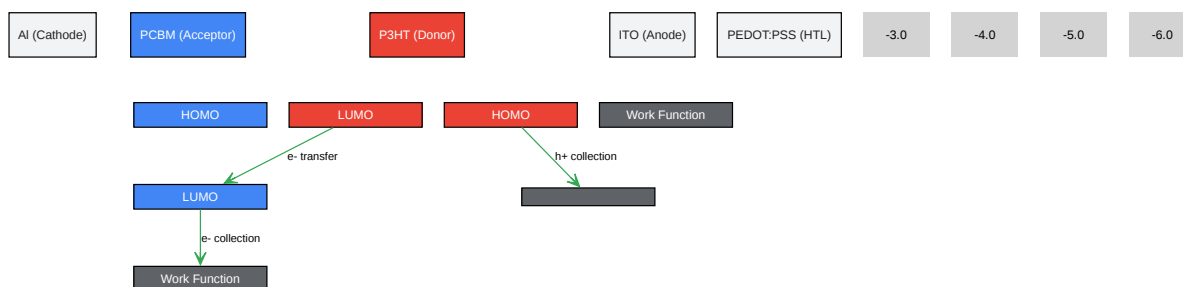 Al (Cathode)
PCBM (Acceptor)
P3HT (Donor)
ITO (Anode)
PEDOT:PSS (HTL)
-3.0
-4.0
-5.0
-6.0
HOMO
LUMO
HOMO
Work Function
e- transfer
h+ collection
LUMO
e- collection
Work Function